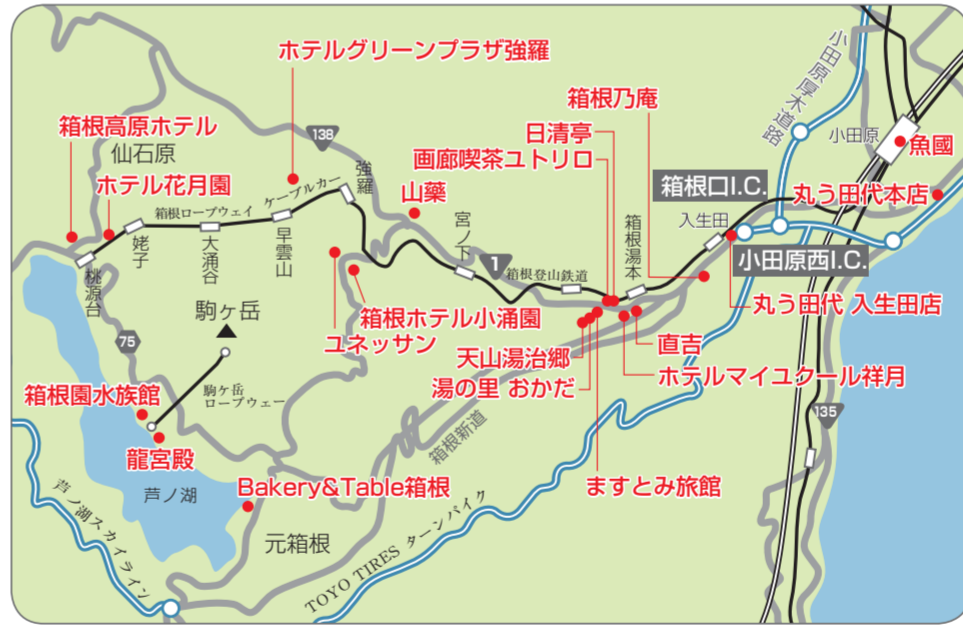 ホテルグリーンプラザ強羅
小田原厚木道路
箱根乃庵
箱根高原ホテル
138
日清亭
小田原
魚國
仙石原
画廊喫茶ユトリロ
強羅
ホテル花月園
ケーブルカー
山藥
箱根口I.C.
丸う田代本店
箱根ロープウェイ
宮ノ下
箱根湯本
入生田
姥子
大涌谷
早雲山
1
小田原西I.C.
桃源台
箱根登山鉄道
駒ヶ岳
箱根ホテル小涌園
丸う田代 入生田店
75
ユネッサン
天山湯治郷
直吉
湯の里 おかだ
ホテルマイユクール祥月
箱根園水族館
駒ヶ岳
ロープウェー
135
箱根新道
龍宮殿
芦ノ湖
Bakery&Table箱根
ますとみ旅館
芦ノ湖スカイライン
元箱根
TOYO TIRES ターンパイク